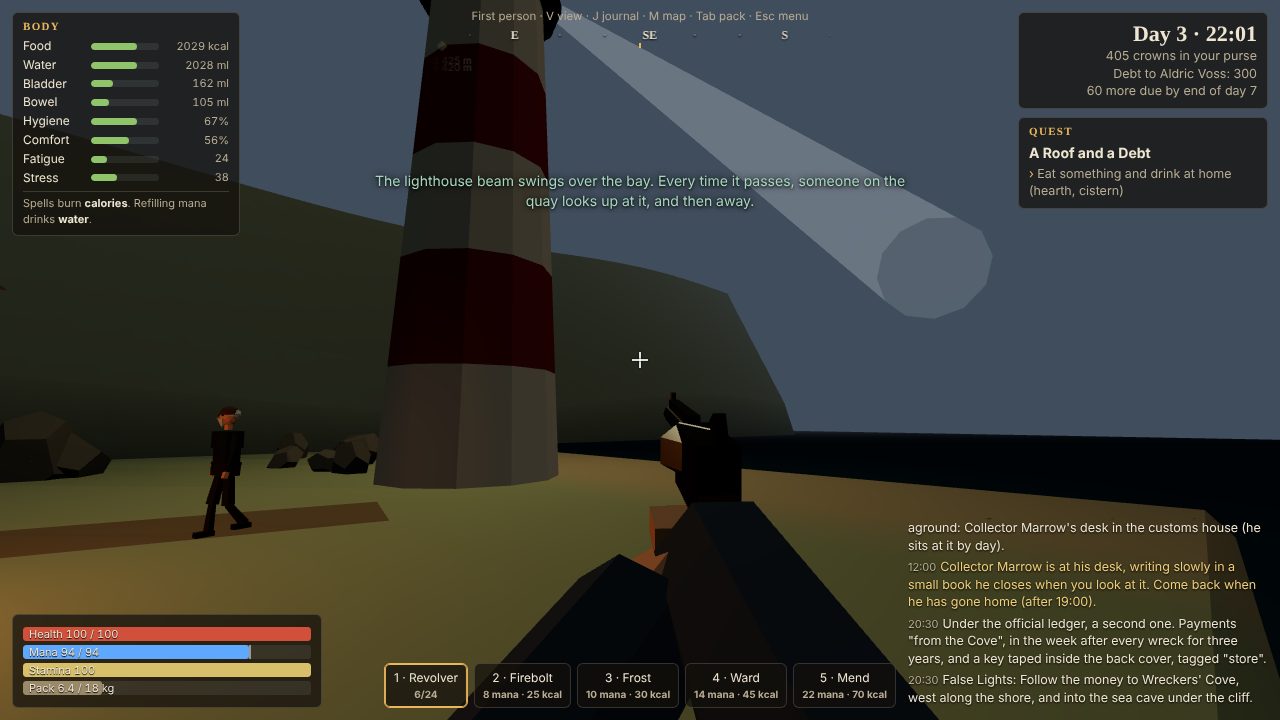 First person · V view · J journal · M map · Tab pack · Esc menu
E
SE
S
BODY
Food 2029 kcal
Water 2028 ml
Bladder 162 ml
Bowel 105 ml
Hygiene 67%
Comfort 56%
Fatigue 24
Stress 38
Spells burn calories. Refilling mana
drinks water.
Day 3 · 22:01
405 crowns in your purse
Debt to Aldric Voss: 300
60 more due by end of day 7
QUEST
A Roof and a Debt
› Eat something and drink at home
(hearth, cistern)
The lighthouse beam swings over the bay. Every time it passes, someone on the
quay looks up at it, and then away.
aground: Collector Marrow's desk in the customs house (he
sits at it by day).
12:00 Collector Marrow is at his desk, writing slowly in a
small book he closes when you look at it. Come back when
he has gone home (after 19:00).
20:30 Under the official ledger, a second one. Payments
"from the Cove", in the week after every wreck for three
years, and a key taped inside the back cover, tagged "store".
20:30 False Lights: Follow the money to Wreckers' Cove,
west along the shore, and into the sea cave under the cliff.
Health 100 / 100
Mana 94 / 94
Stamina 100
Pack 6.4 / 18 kg
1 · Revolver
6/24
2 · Firebolt
8 mana · 25 kcal
3 · Frost
10 mana · 30 kcal
4 · Ward
14 mana · 45 kcal
5 · Mend
22 mana · 70 kcal